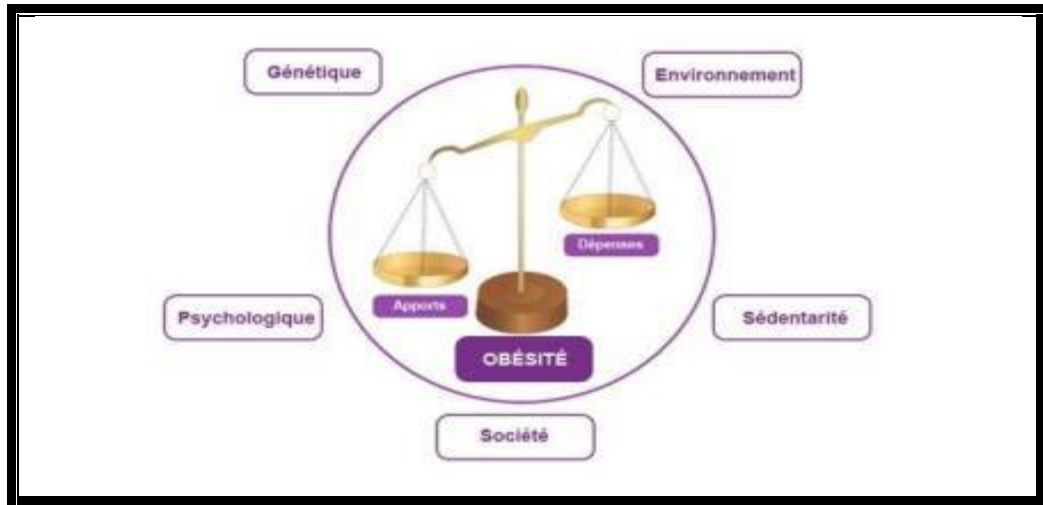 Génétique
Environnement
Dépenses
Apports
Psychologique
Sédentarité
OBÉSITÉ
Société